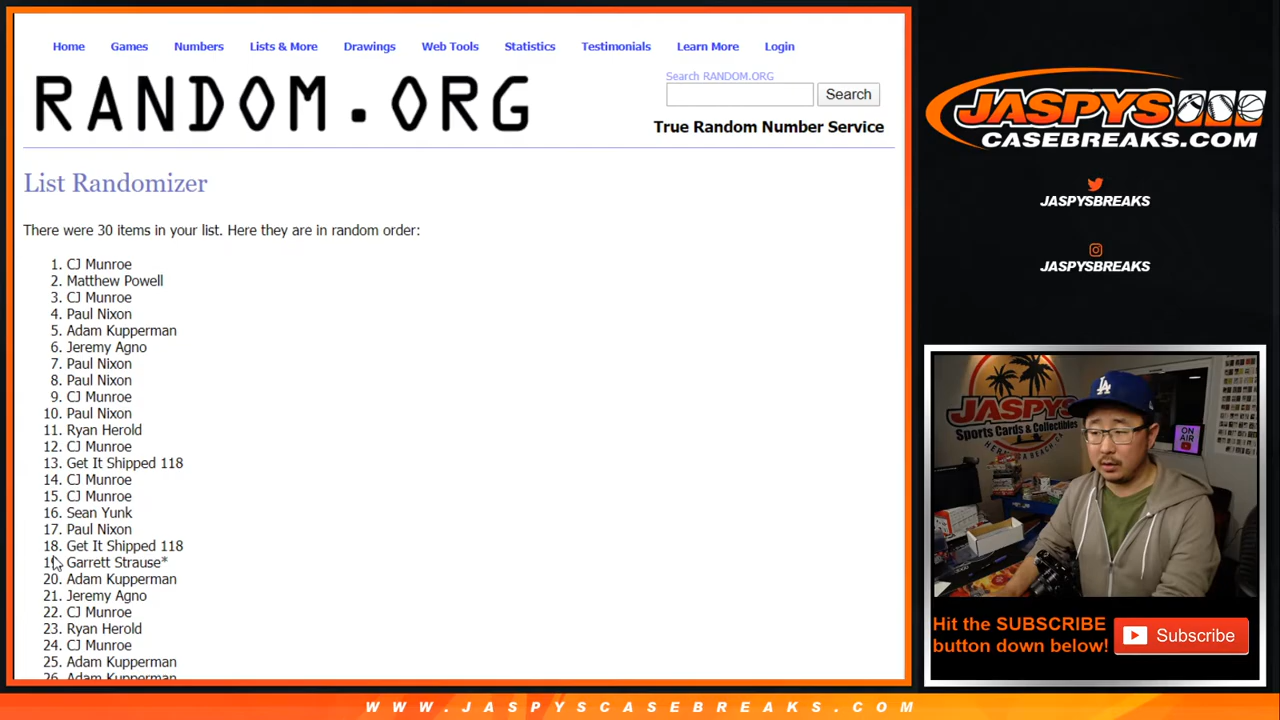 Home Games Numbers Lists & More Drawings Web Tools Statistics Testimonials Learn More Login
RANDOM.ORG
Search RANDOM.ORG
Search
True Random Number Service
List Randomizer
There were 30 items in your list. Here they are in random order:
1. CJ Munroe
2. Matthew Powell
3. CJ Munroe
4. Paul Nixon
5. Adam Kupperman
6. Jeremy Agno
7. Paul Nixon
8. Paul Nixon
9. CJ Munroe
10. Paul Nixon
11. Ryan Herold
12. CJ Munroe
13. Get It Shipped 118
14. CJ Munroe
15. CJ Munroe
16. Sean Yunk
17. Paul Nixon
18. Get It Shipped 118
19. Garrett Strause*
20. Adam Kupperman
21. Jeremy Agno
22. CJ Munroe
23. Ryan Herold
24. CJ Munroe
25. Adam Kupperman
26. Adam Kupperman
JASPYS
CASEBREAKS.COM
JASPYSBREAKS
JASPYSBREAKS
JASPYS
Sports Cards & Collectibles
ON AIR
Hit the SUBSCRIBE
button down below!
Subscribe
WWW.JASPYSCASEBREAKS.COM